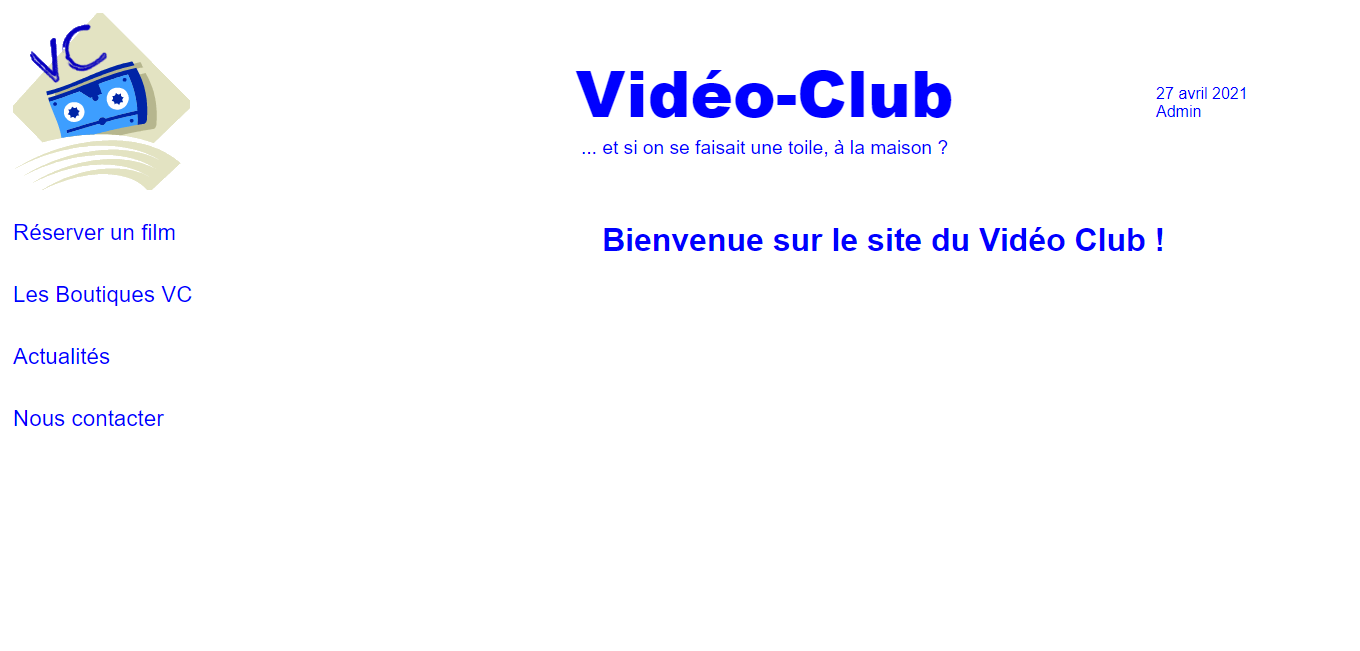 VC
Vidéo-Club
... et si on se faisait une toile, à la maison ?
27 avril 2021
Admin
Réserver un film
Les Boutiques VC
Actualités
Nous contacter
Bienvenue sur le site du Vidéo Club !